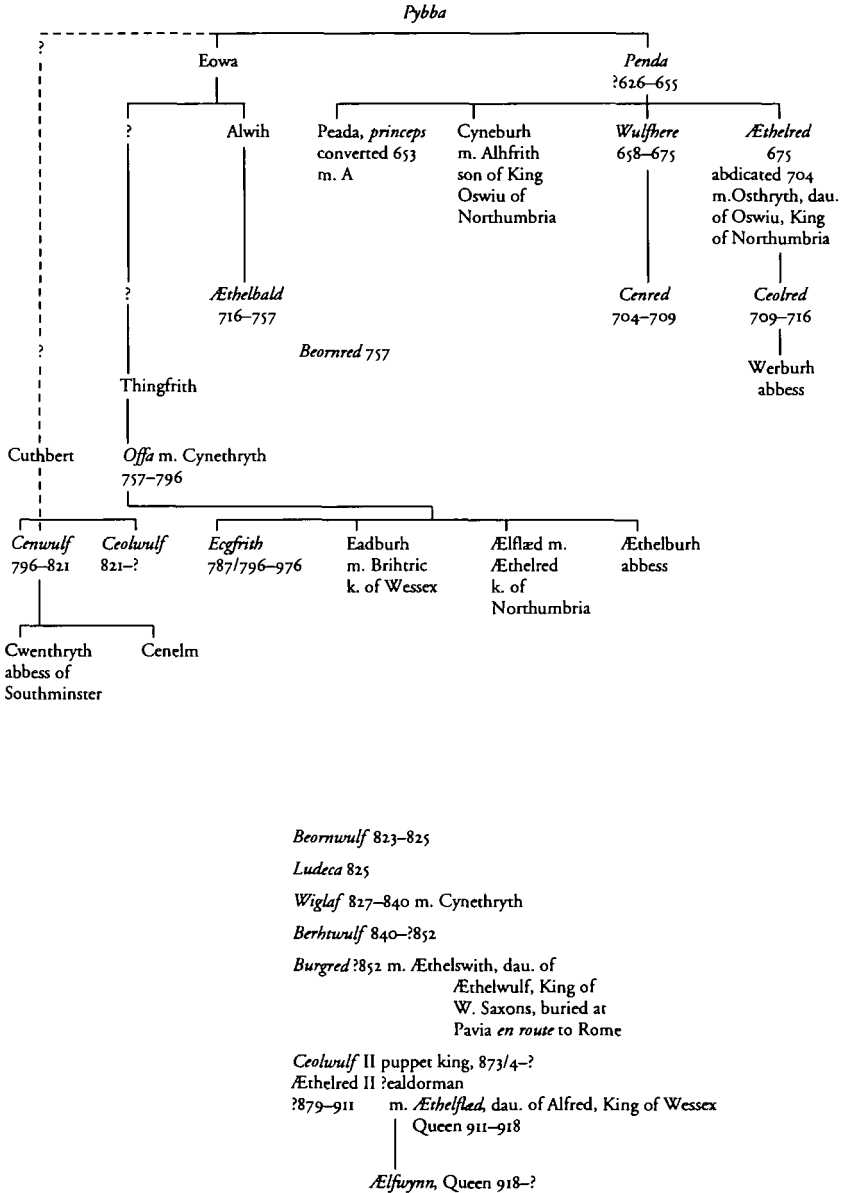 Pybba
?
Eowa
Penda
?626–655
?
Alwih
Peada, princeps
converted 653
m. A
Cyneburh
m. Alhfrith
son of King
Oswiu of
Northumbria
Wulfhere
658–675
Æthelred
675
abdicated 704
m.Osthryth, dau.
of Oswiu, King
of Northumbria
?
Æthelbald
716–757
Cenred
704–709
Ceolred
709–716
?
Beornred 757
Werburh
abbess
Thingfrith
Cuthbert
Offa m. Cynethryth
757–796
Cenwulf
796–821
Ceolwulf
821–?
Ecgfrith
787/796–976
Eadburh
m. Brihtric
k. of Wessex
Ælflæd m.
Æthelred
k. of
Northumbria
Æthelburh
abbess
Cwenthryth
abbess of
Southminster
Cenelm
Beornwulf 823–825
Ludeca 825
Wiglaf 827–840 m. Cynethryth
Berhtwulf 840–?852
Burgred ?852 m. Æthelswith, dau. of
Æthelwulf, King of
W. Saxons, buried at
Pavia en route to Rome
Ceolwulf II puppet king, 873/4–?
Æthelred II ?ealdorman
?879–911 m. Æthelflæd, dau. of Alfred, King of Wessex
Queen 911–918
Ælfwynn, Queen 918–?